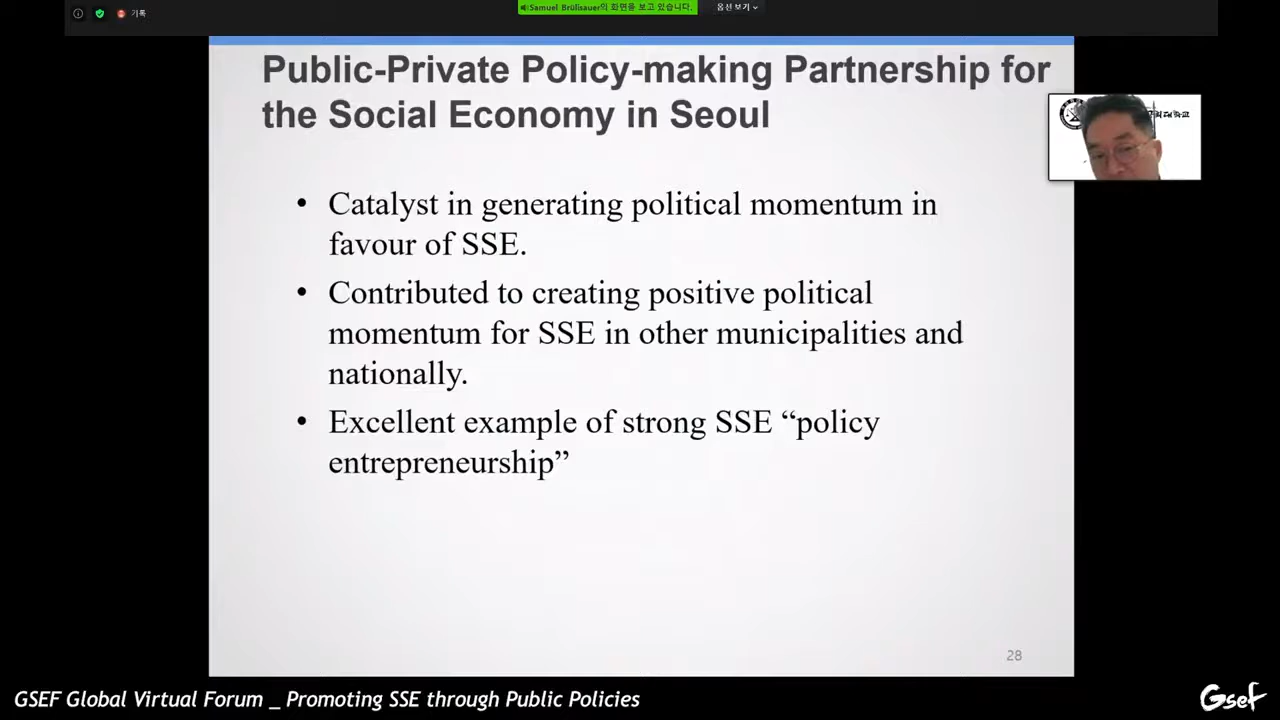 기록
Samuel Brülisauer의 화면을 보고 있습니다.
옵션 보기
Public-Private Policy-making Partnership for
the Social Economy in Seoul
• Catalyst in generating political momentum in
favour of SSE.
• Contributed to creating positive political
momentum for SSE in other municipalities and
nationally.
• Excellent example of strong SSE “policy
entrepreneurship”
28
GSEF Global Virtual Forum _ Promoting SSE through Public Policies
Gsef